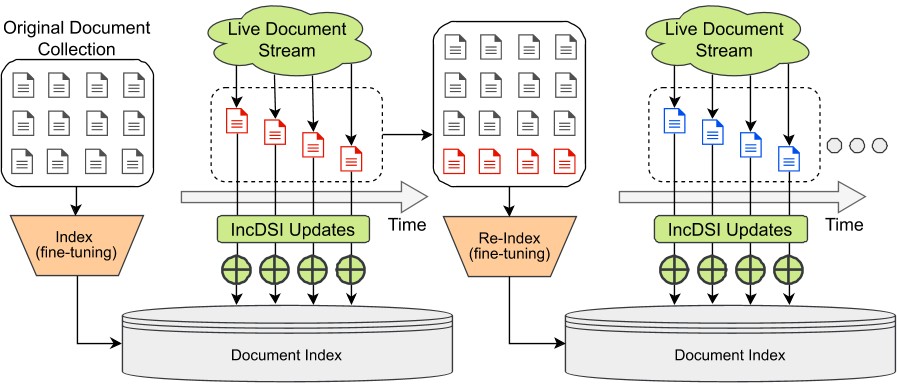 Original Document
Collection
Live Document
Stream
Live Document
Stream
Time
Time
Index
(fine-tuning)
IncDSI Updates
Re-Index
(fine-tuning)
IncDSI Updates
Document Index
Document Index